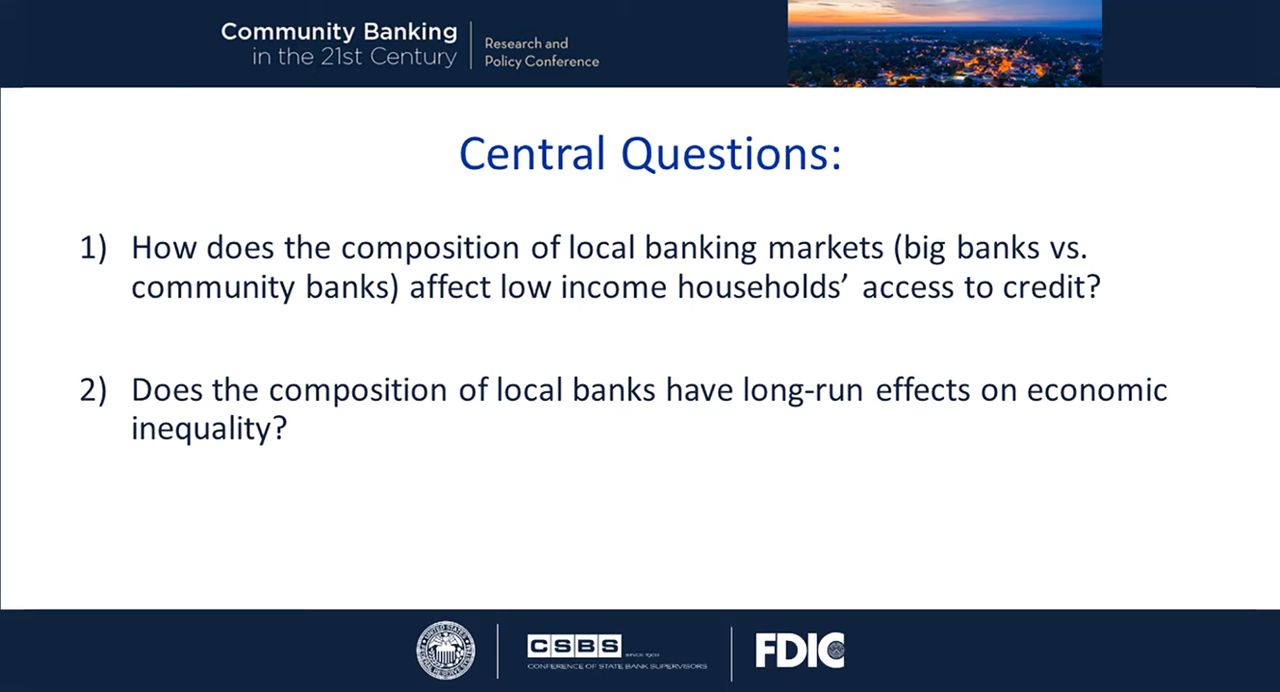 Community Banking
in the 21st Century
Research and
Policy Conference
Central Questions:
1) How does the composition of local banking markets (big banks vs.
community banks) affect low income households’ access to credit?
2) Does the composition of local banks have long-run effects on economic
inequality?
CSBS
CONFERENCE OF STATE BANK SUPERVISORS
FDIC